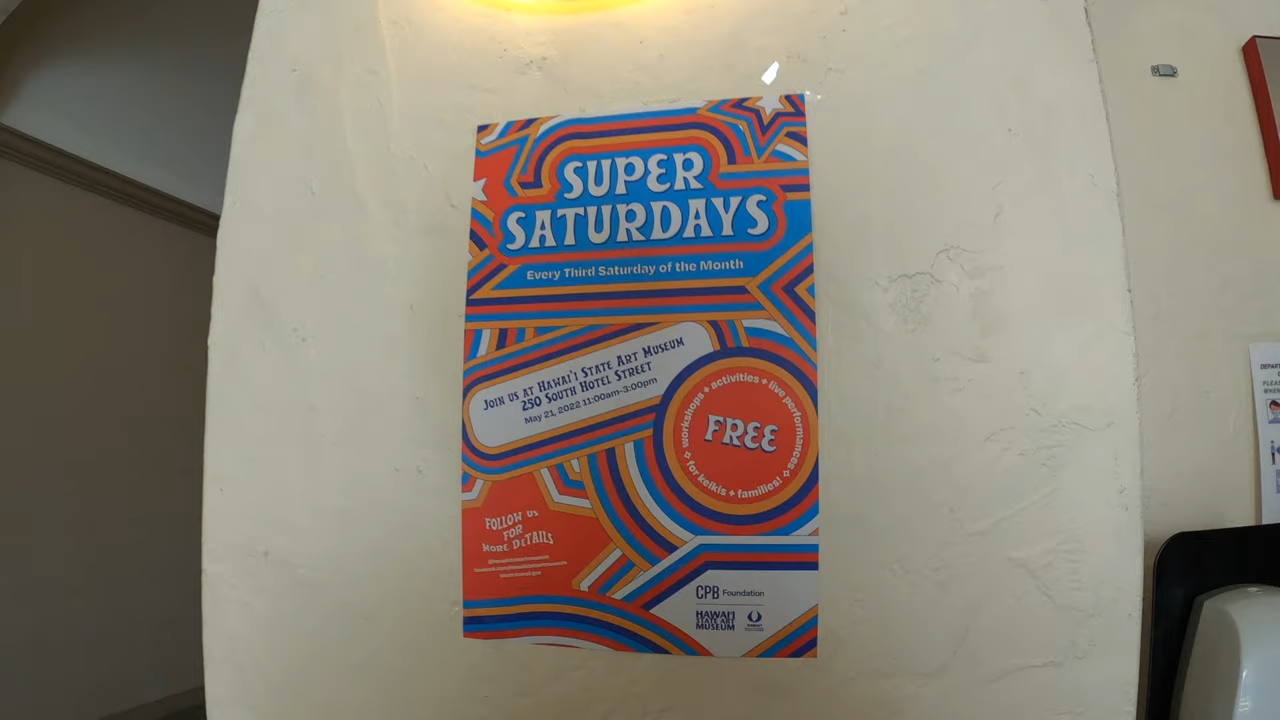 SUPER
SATURDAYS
Every Third Saturday of the Month
JOIN US AT HAWAI'I STATE ART MUSEUM
250 SOUTH HOTEL STREET
May 21, 2022 11:00am-3:00pm
workshops + activities + live performances
FREE
for keikis + families!
FOLLOW US
FOR
MORE DETAILS
CPB Foundation
HAWAI'I
STATE ART
MUSEUM